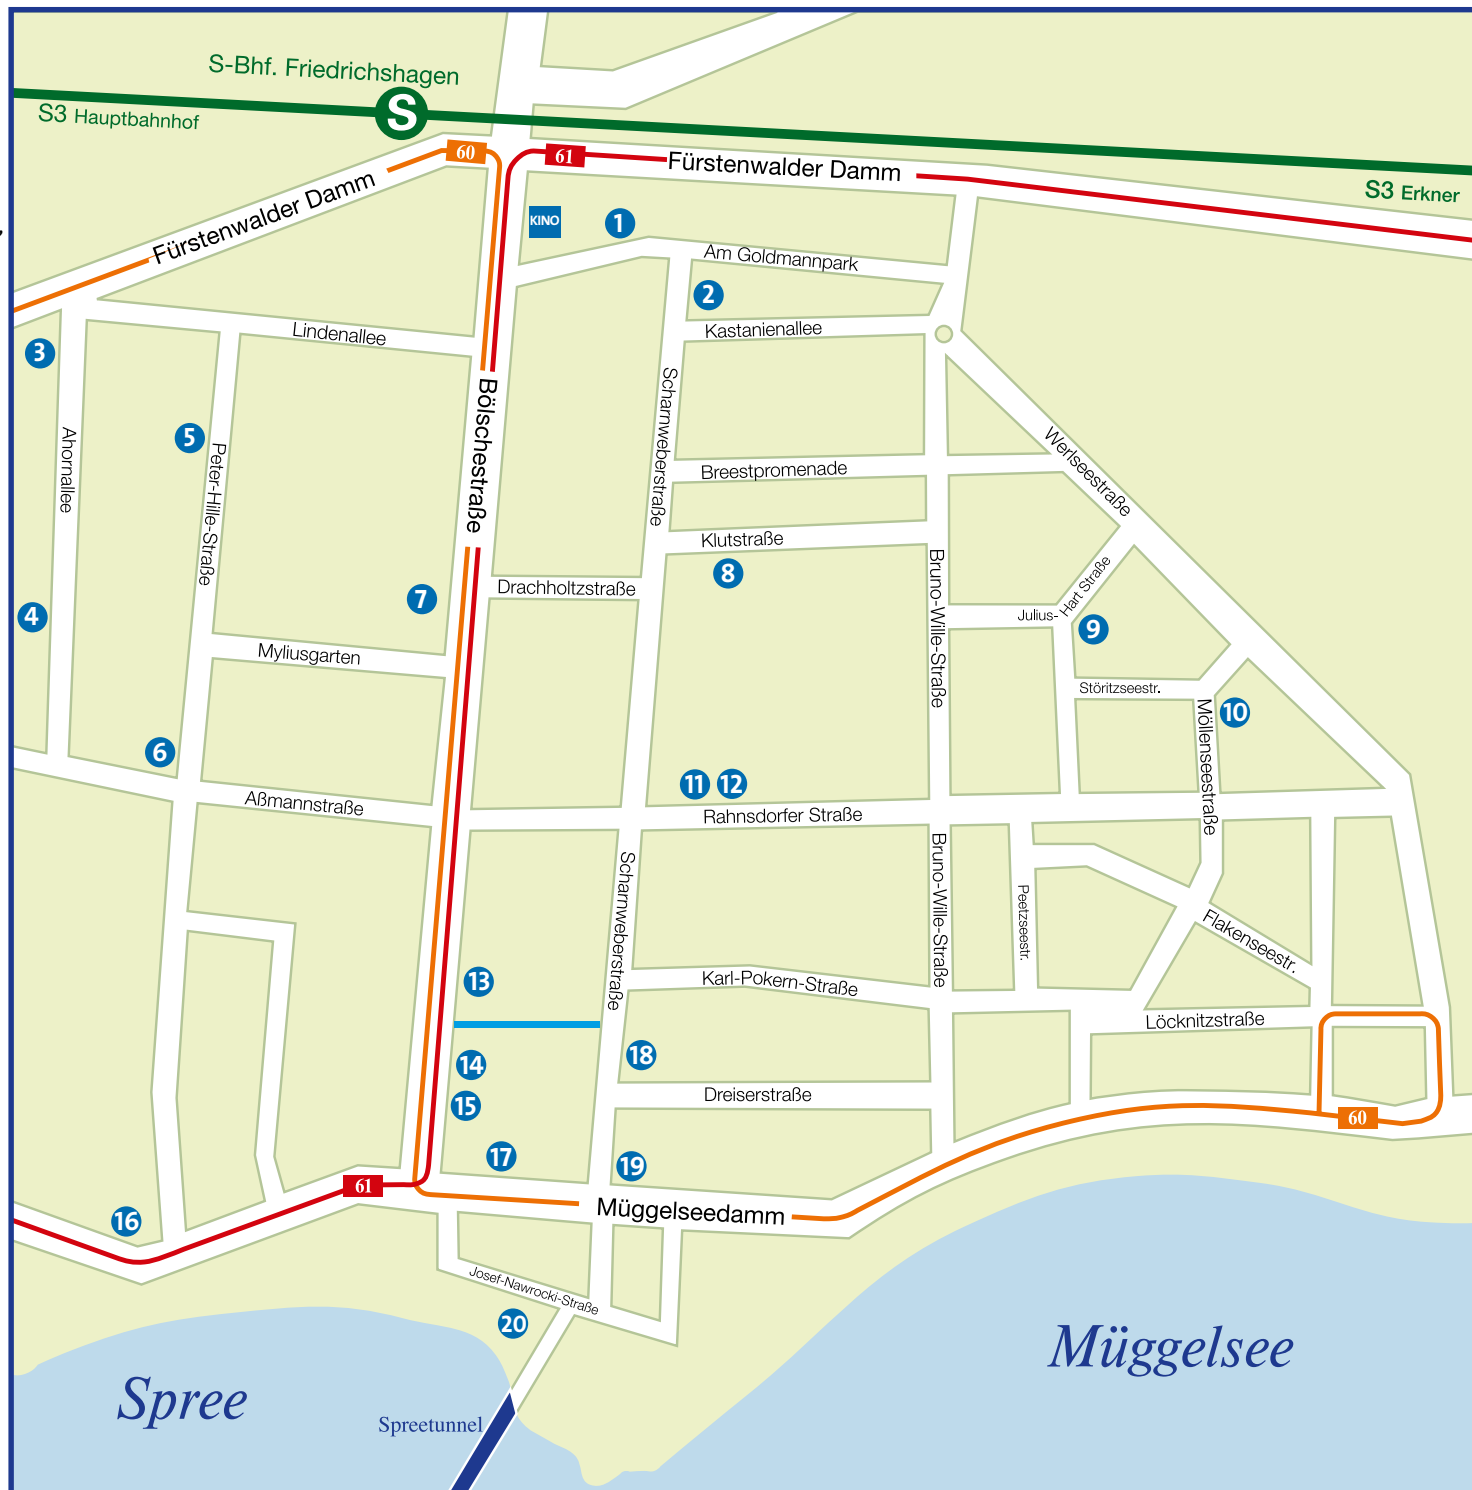 S-Bhf. Friedrichshagen
S
S3 Hauptbahnhof
60
61
Fürstenwalder Damm
S3 Erkner
Fürstenwalder Damm
KINO
1
Am Goldmannpark
2
Kastanienallee
Lindenallee
3
Bölschestraße
Scharnweberstraße
Ahornallee
5
Peter-Hille-Straße
Werlseestraße
Breestpromenade
Klutstraße
8
Bruno-Wille-Straße
Drachholtzstraße
7
4
Julius-Hart Straße
9
Myliusgarten
Störitzseestr.
10
Möllenseestraße
6
11
12
Aßmannstraße
Rahnsdorfer Straße
Scharnweberstraße
Bruno-Wille-Straße
Peetzseestr.
Flakenseestr.
13
Karl-Pokern-Straße
Löcknitzstraße
18
14
15
Dreiserstraße
60
17
19
61
16
Müggelseedamm
Josef-Nawrocki-Straße
20
Müggelsee
Spree
Spreetunnel